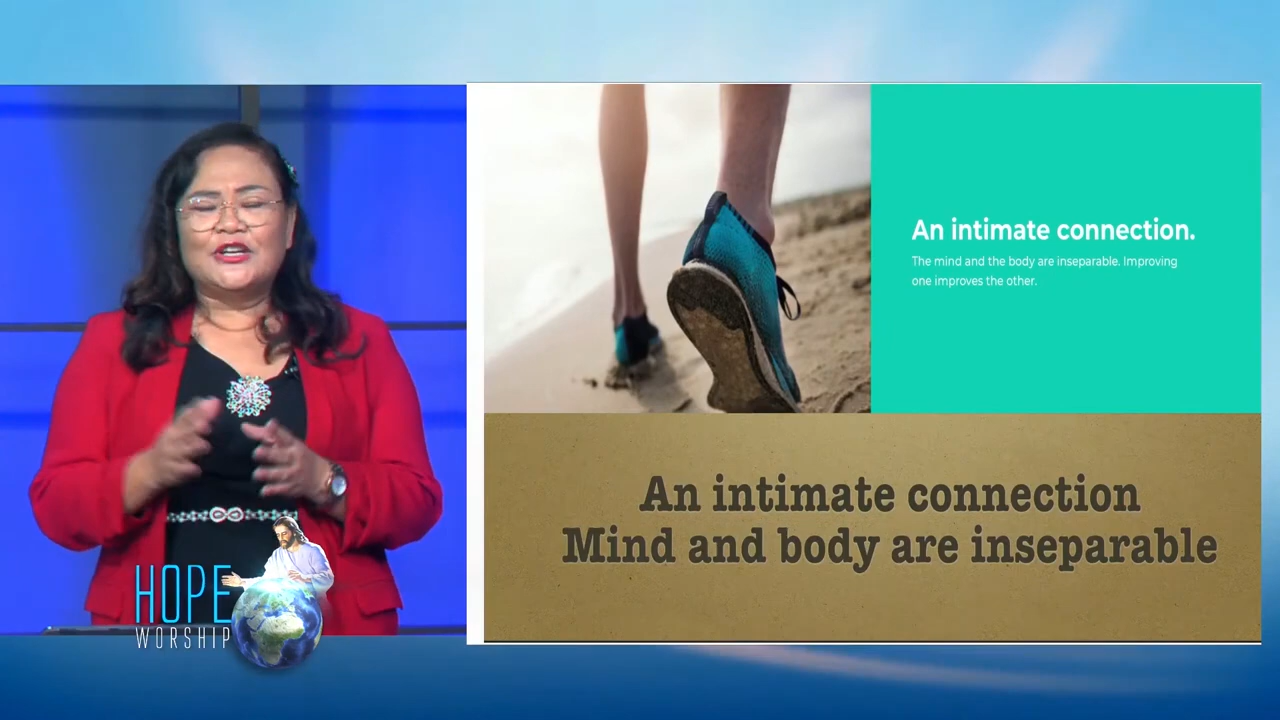 An intimate connection.
The mind and the body are inseparable. Improving
one improves the other.
An intimate connection
Mind and body are inseparable
HOPE
WORSHIP